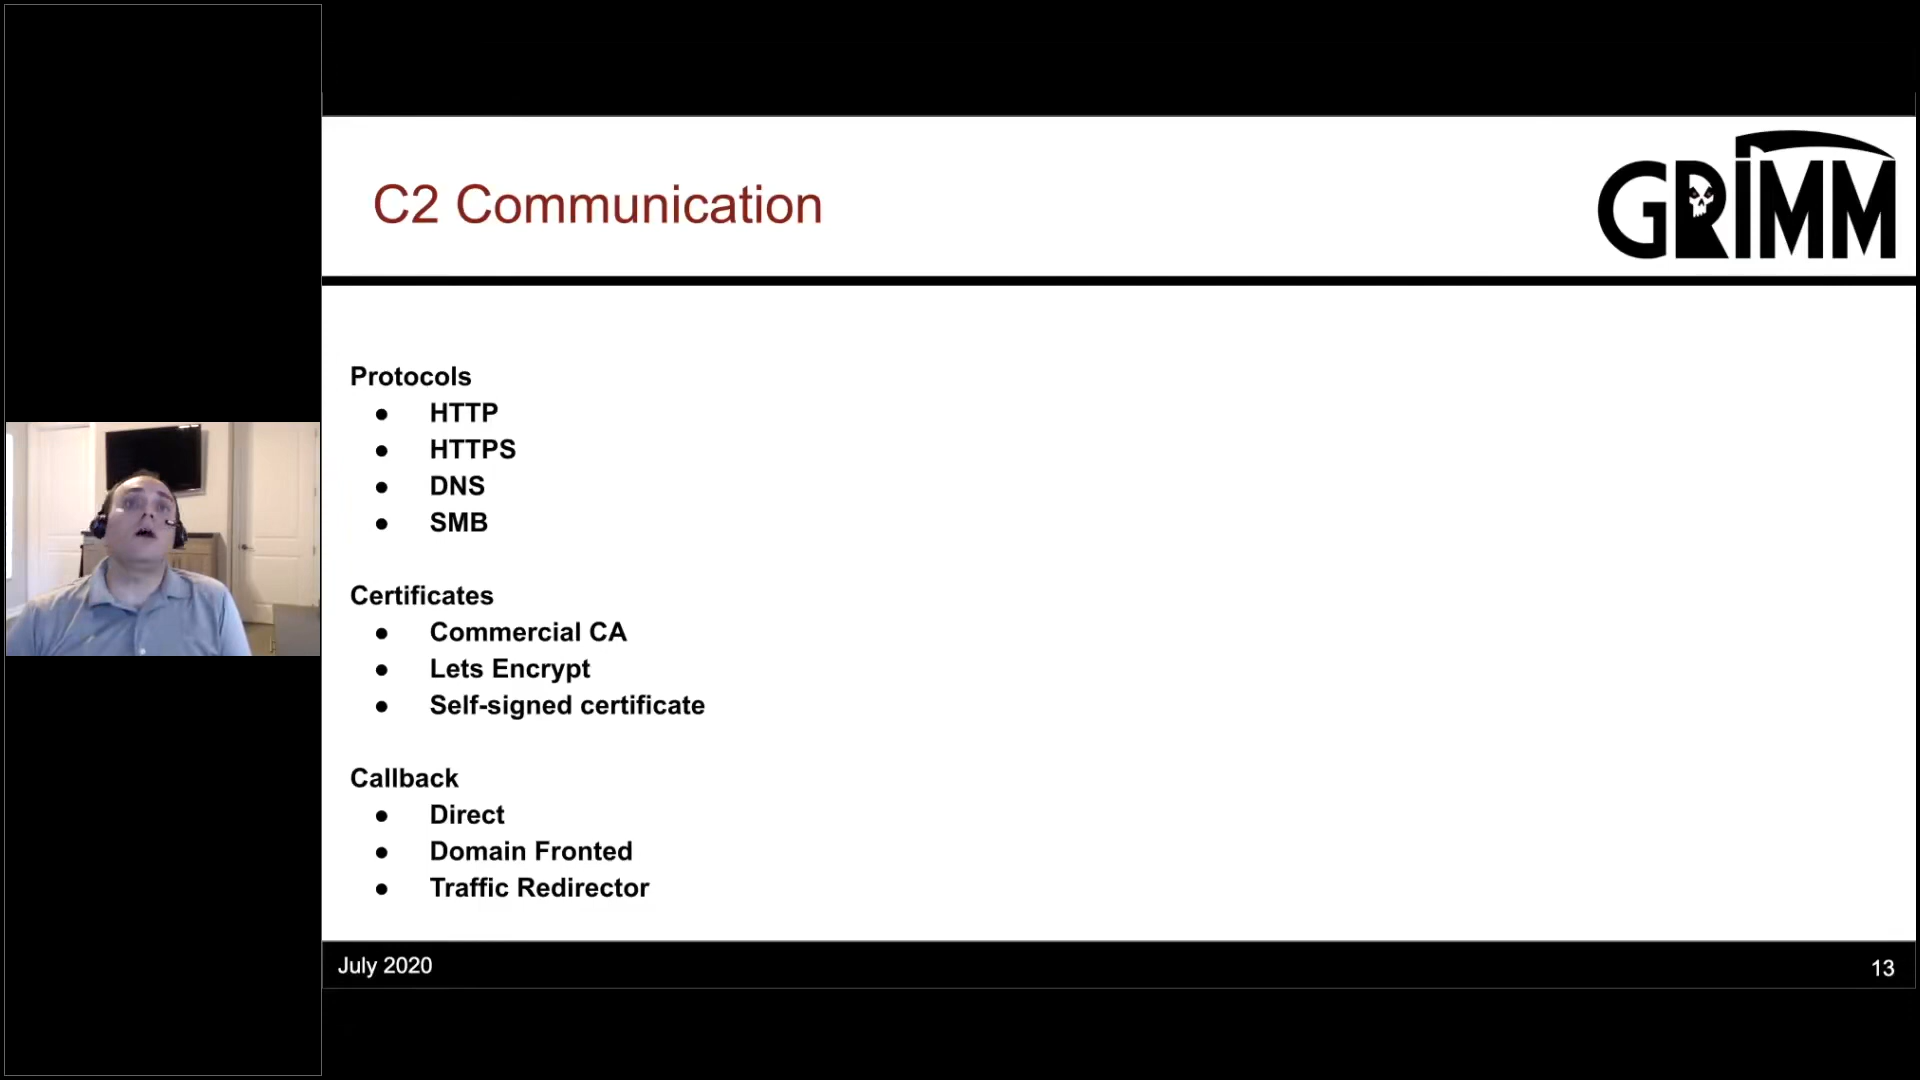 C2 Communication
GRIMM
Protocols
● HTTP
● HTTPS
● DNS
● SMB
Certificates
● Commercial CA
● Lets Encrypt
● Self-signed certificate
Callback
● Direct
● Domain Fronted
● Traffic Redirector
July 2020
13